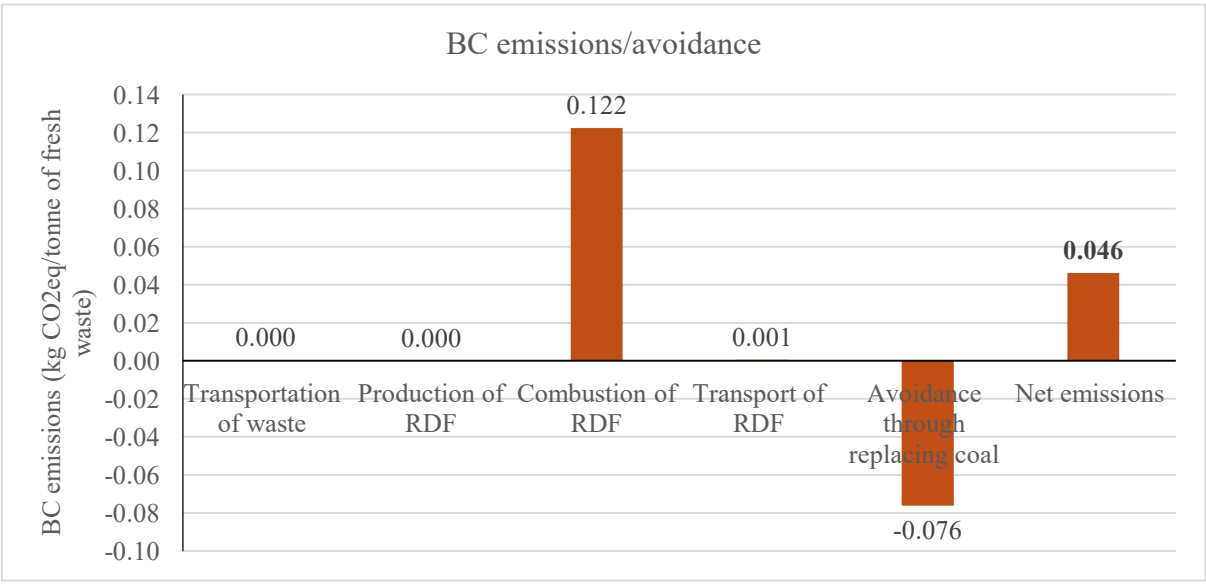 BC emissions/avoidance
BC emissions (kg CO2eq/tonne of fresh
waste)
0.14
0.12
0.10
0.08
0.06
0.04
0.02
0.00
-0.02
-0.04
-0.06
-0.08
-0.10
0.000
0.000
0.122
0.001
-0.076
0.046
Transportation
of waste
Production of
RDF
Combustion of
RDF
Transport of
RDF
Avoidance
through
replacing coal
Net emissions